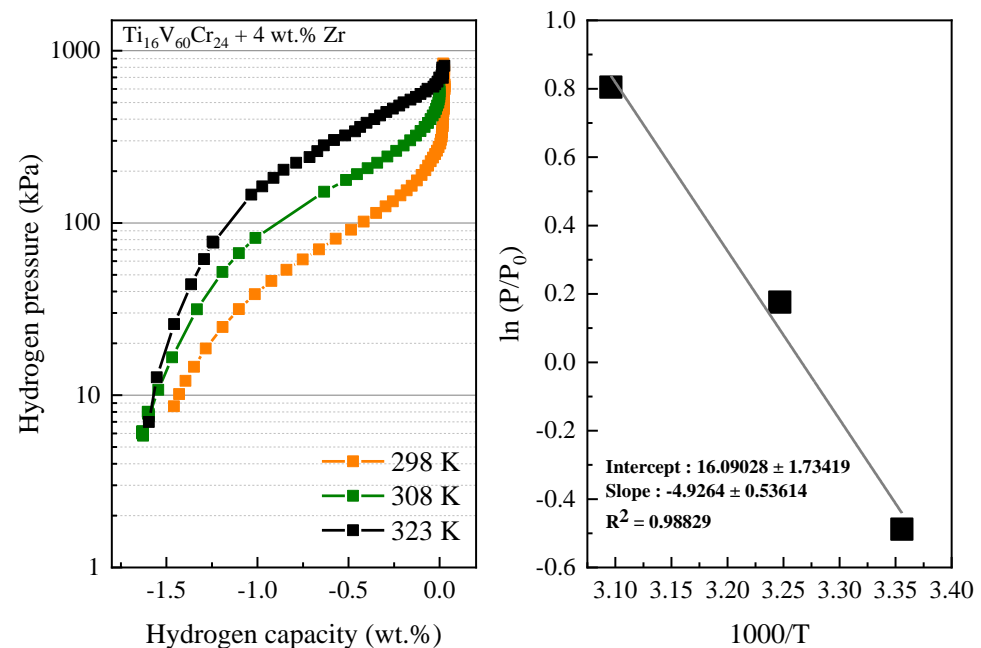 Ti16V60Cr24 + 4 wt.% Zr
1000
100
10
1
Hydrogen pressure (kPa)
298 K
308 K
323 K
-1.5 -1.0 -0.5 0.0
Hydrogen capacity (wt.%)
1.0
0.8
0.6
0.4
0.2
0.0
-0.2
-0.4
-0.6
ln (P/P0)
Intercept : 16.09028 ± 1.73419
Slope : -4.9264 ± 0.53614
R2 = 0.98829
3.10 3.15 3.20 3.25 3.30 3.35 3.40
1000/T